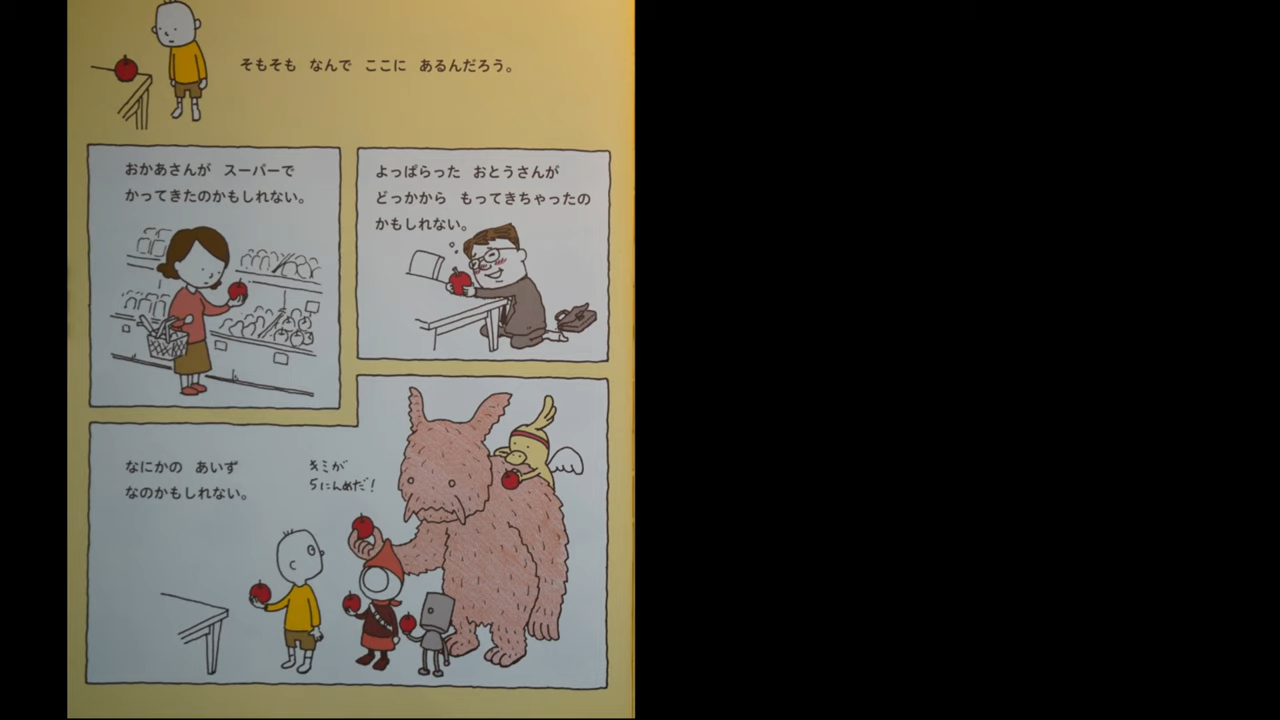 そもそも なんで ここに あるんだろう。
おかあさんが スーパーで
かってきたのかもしれない。
よっぱらった おとうさんが
どっかから もってきちゃったの
かもしれない。
なにかの あいず
なのかもしれない。
キミが
5にんめだ!